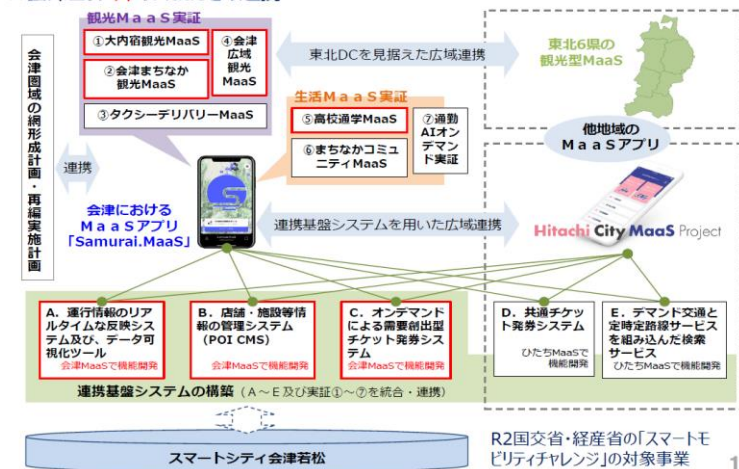 観光MaaS実証
①大内宿観光MaaS
②会津まちなか
観光MaaS
③タクシーデリバリーMaaS
④会津
広域
観光
MaaS
東北DCを見据えた広域連携
東北6県の
観光型MaaS
生活MaaS実証
⑤高校通学MaaS
⑥まちなかコミュ
ニティMaaS
⑦通勤
AIオン
デマン
ド実証
他地域の
MaaSアプリ
会津圏域の網形成計画・再編実施計画
連携
会津における
MaaSアプリ
「Samurai.MaaS」
連携基盤システムを用いた広域連携
Hitachi City MaaS Project
A．運行情報のリア
ルタイムな反映シス
テム及び、データ可
視化ツール
会津MaaSで機能開発
B．店舗・施設等情
報の管理システム
（POI CMS）
会津MaaSで機能開発
C．オンデマンド
による需要創出型
チケット発券シス
テム
会津MaaSで機能開発
D．共通チケッ
ト発券システム
ひたちMaaSで
機能開発
E．デマンド交通と
定時定路線サービス
を組み込んだ検索
サービス
ひたちMaaSで機能開発
連携基盤システムの構築（A～E及び実証①～⑦を統合・連携）
スマートシティ会津若松
R2国交省・経産省の「スマートモ
ビリティチャレンジ」の対象事業
1